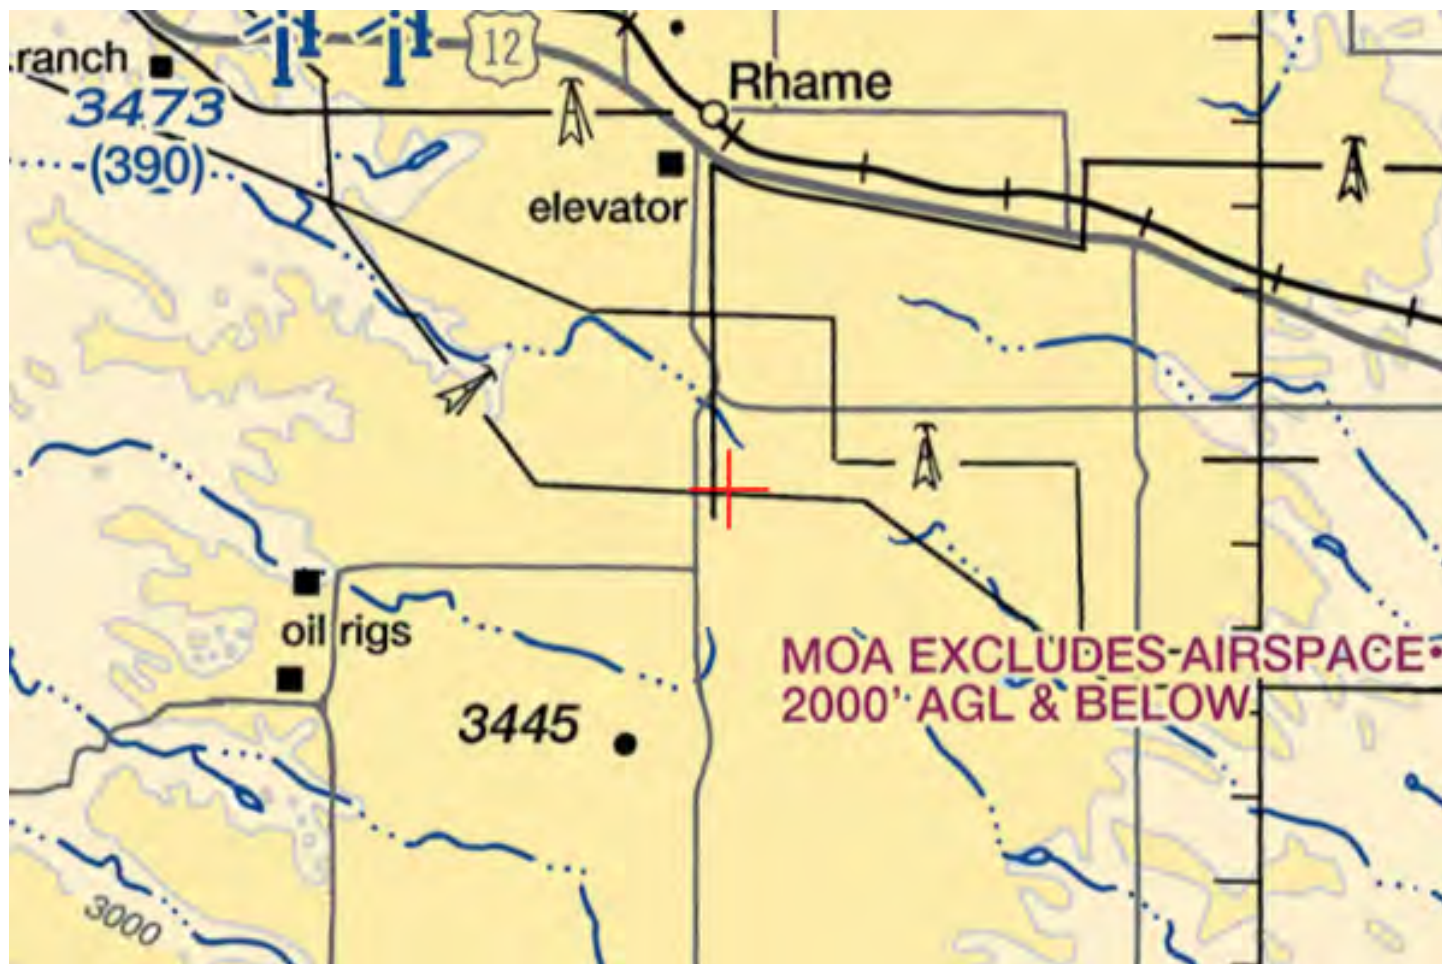 12
ranch
Rhame
3473
(390)
elevator
oil rigs
MOA EXCLUDES AIRSPACE
2000' AGL & BELOW
3445
3000